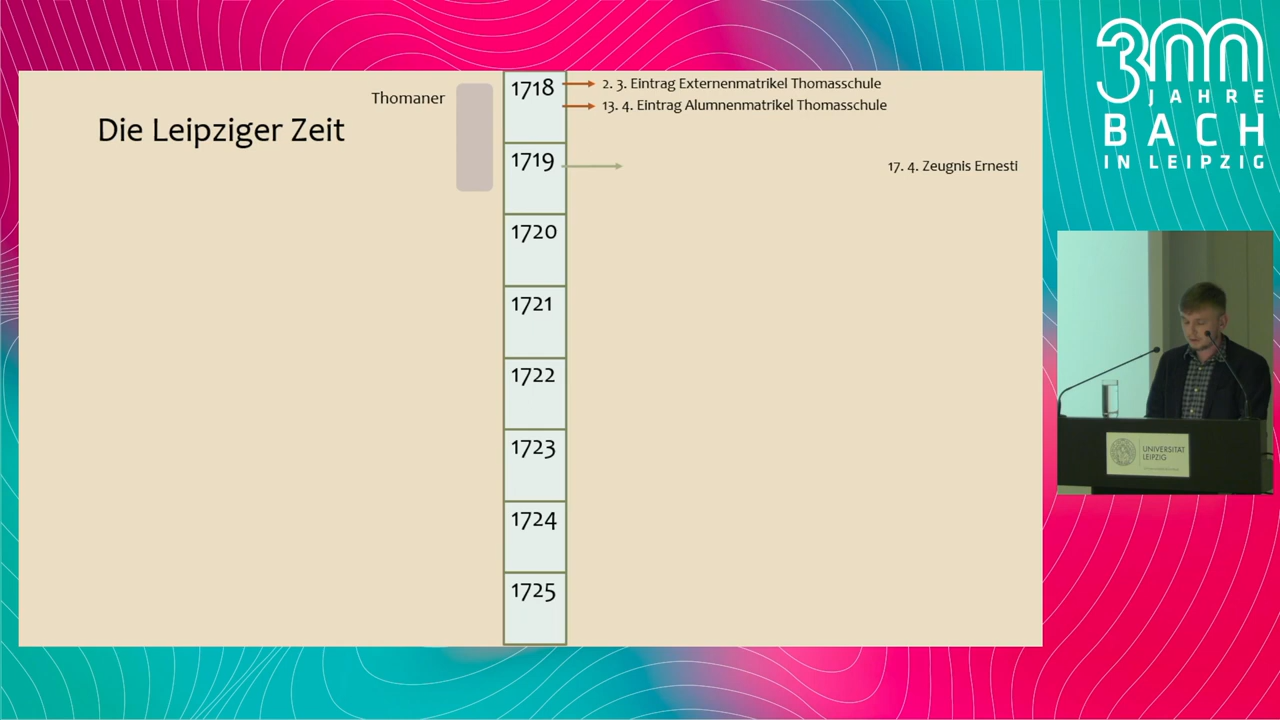 Die Leipziger Zeit
Thomaner
1718
2. 3. Eintrag Externenmatrikel Thomasschule
13. 4. Eintrag Alumnenmatrikel Thomasschule
1719
17. 4. Zeugnis Ernesti
1720
1721
1722
1723
1724
1725
300
JAHRE
BACH
IN LEIPZIG
UNIVERSITÄT
LEIPZIG